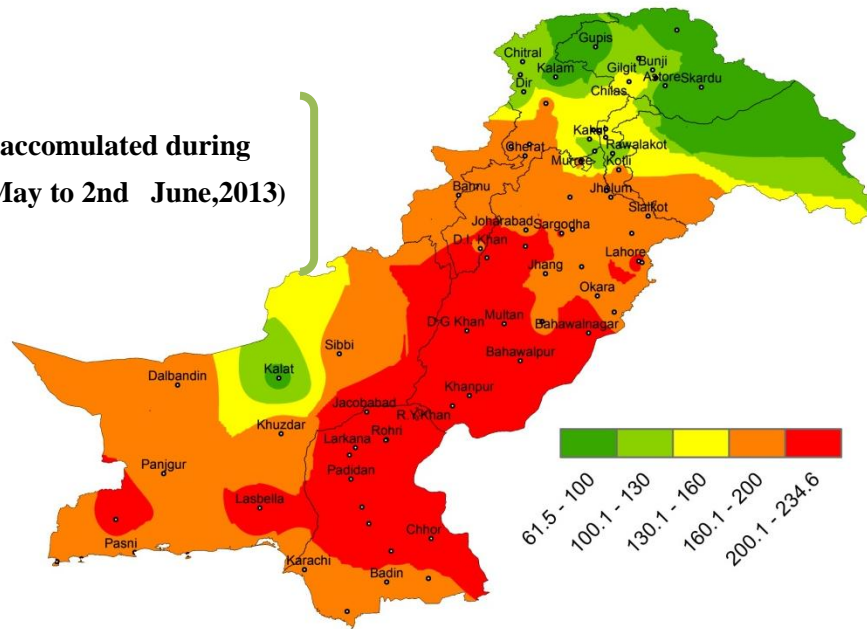 accomulated during
May to 2nd June,2013)
Gupis
Chitral
Bunji
Gilgit
Kalam
Astore Skardu
Dir
Chilas
Rawalakot
Cherat
Murree
Kotli
Bannu
Jhelum
Sialkot
Joharabad
Sargodha
D.I. Khan
Lahore
Jhang
Okara
D-G Khan
Multan
Bahawalnagar
Sibbi
Bahawalpur
Kalat
Dalbandin
Khanpur
Jacobabad
R.Y.Khan
Khuzdar
Rohri
Larkana
Panjgur
Padidan
Lasbella
Chhor
Pasni
Karachi
Badin
61.5 - 100
100.1 - 130
130.1 - 160
160.1 - 200
200.1 - 234.6